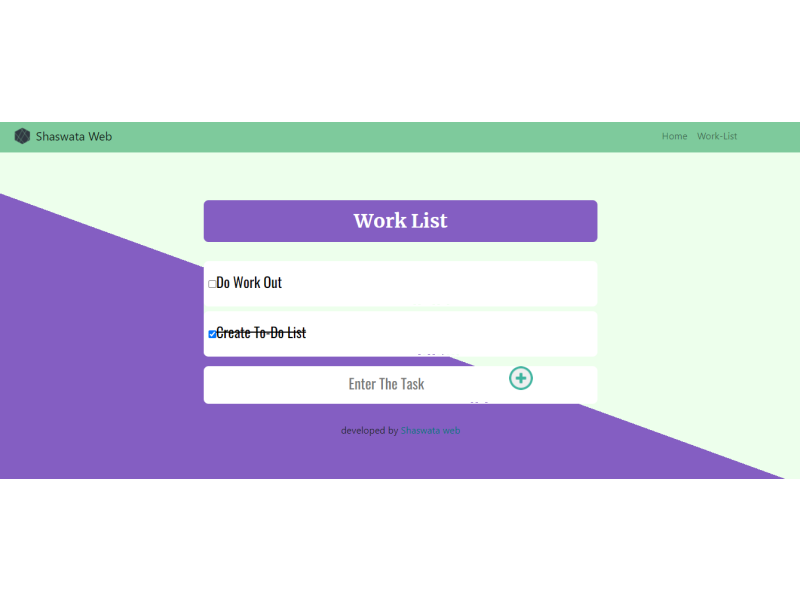 Shaswata Web
Home Work-List
Work List
Do Work Out
Create To-Do List
Enter The Task
developed by Shaswata web